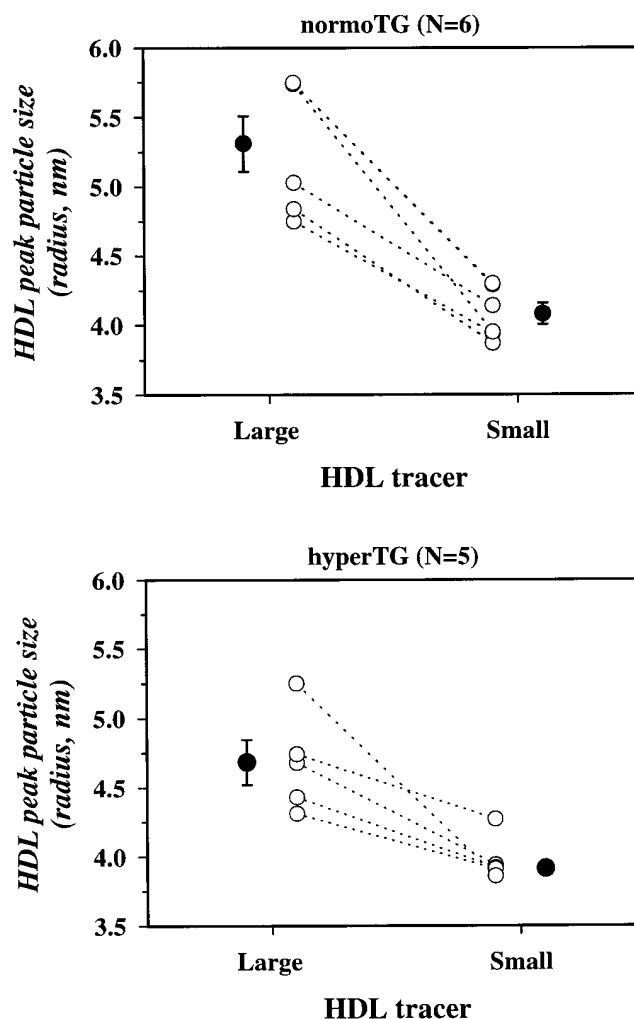 normoTG (N=6)
HDL peak particle size
(radius, nm)
6.0
5.5
5.0
4.5
4.0
3.5
Large Small
HDL tracer
hyperTG (N=5)
HDL peak particle size
(radius, nm)
6.0
5.5
5.0
4.5
4.0
3.5
Large Small
HDL tracer